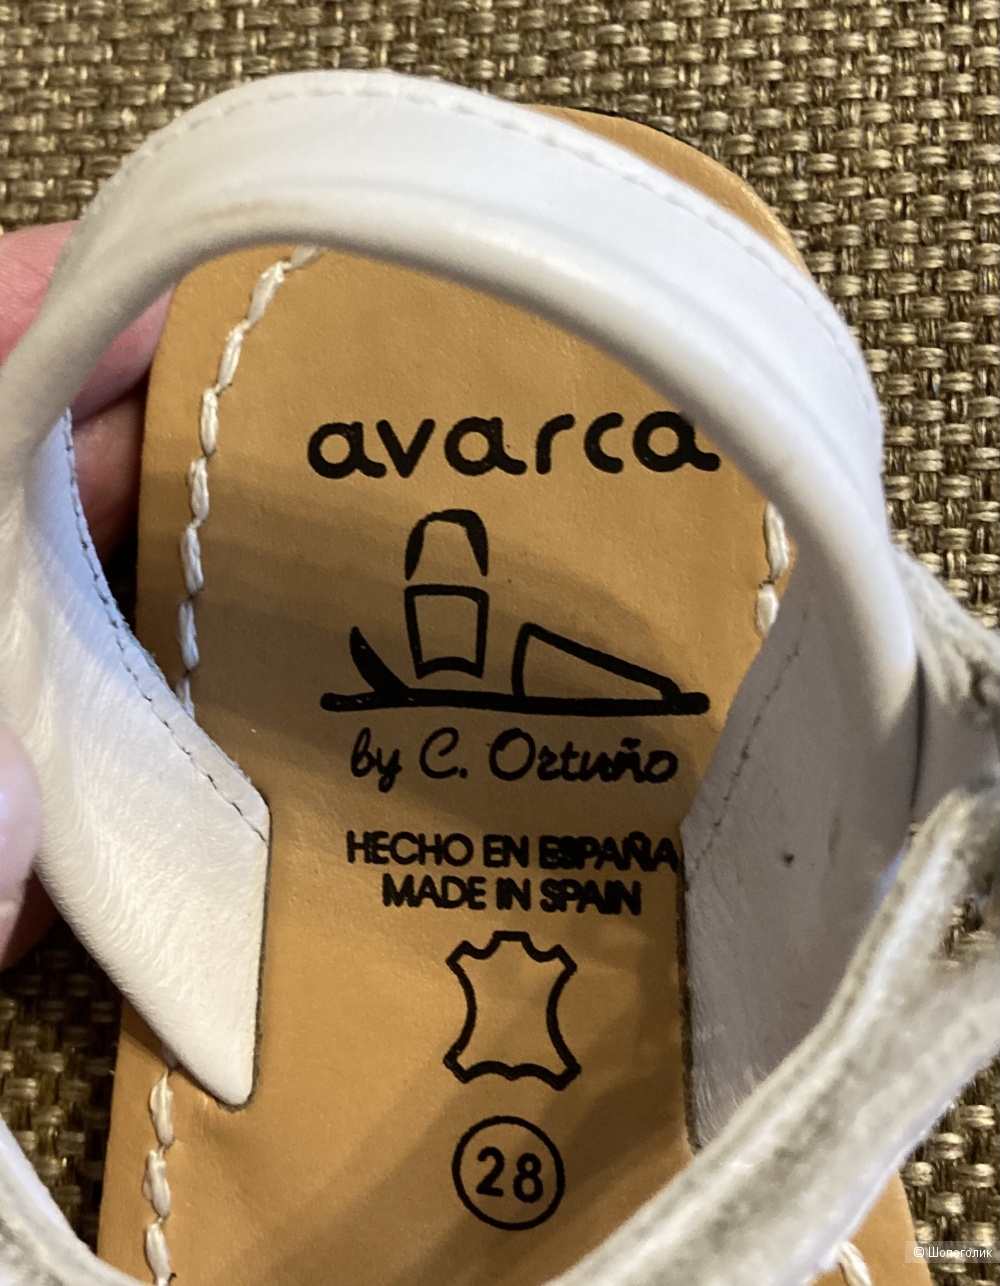 avarca
by C. Ortuño
HECHO EN ESPAÑA
MADE IN SPAIN
28
© Шопоголик